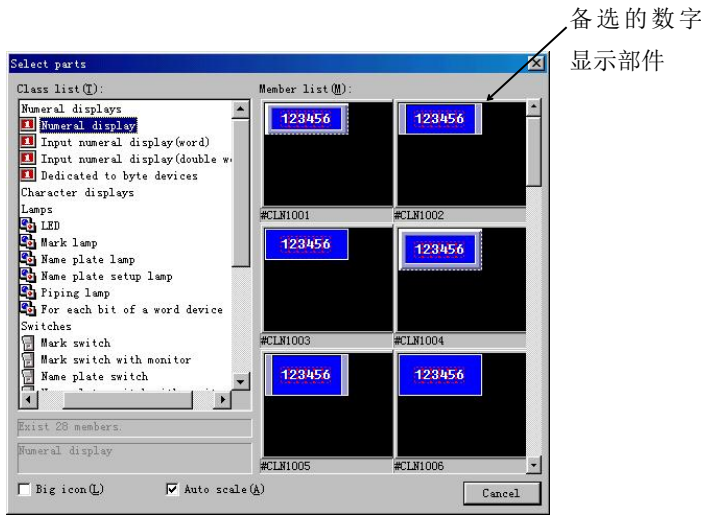 备选的数字
显示部件
Select parts
Class list(T):
Member list(M):
Numeral displays
Numeral display
Input numeral display(word)
Input numeral display(double w
Dedicated to byte devices
Character displays
Lamps
LED
Mark lamp
Name plate lamp
Name plate setup lamp
Piping lamp
For each bit of a word device
Switches
Mark switch
Mark switch with monitor
Name plate switch
123456
123456
#CLN1001
#CLN1002
123456
123456
#CLN1003
#CLN1004
123456
123456
#CLN1005
#CLN1006
Exist 28 members.
Numeral display
Big icon(L)
Auto scale(A)
Cancel